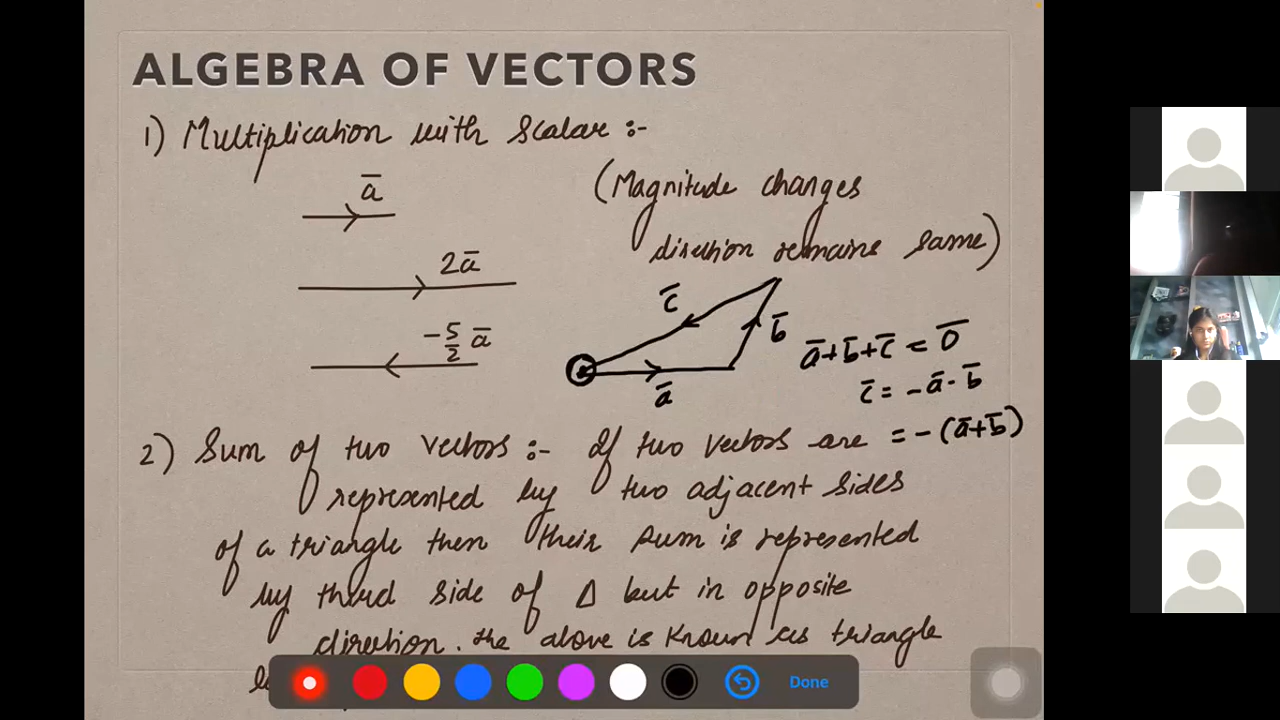 ALGEBRA OF VECTORS
1) Multiplication with scalar :-
a̅
(Magnitude changes
direction remains same)
2a̅
-5/2 a̅
c̅
b̅
a̅
a̅+b̅+c̅ = 0̅
c̅ = -a̅-b̅
= -(a̅+b̅)
2) Sum of two vectors :- If two vectors are
represented by two adjacent sides
of a triangle then their sum is represented
by third side of Δ but in opposite
direction. the above is known as triangle
Done